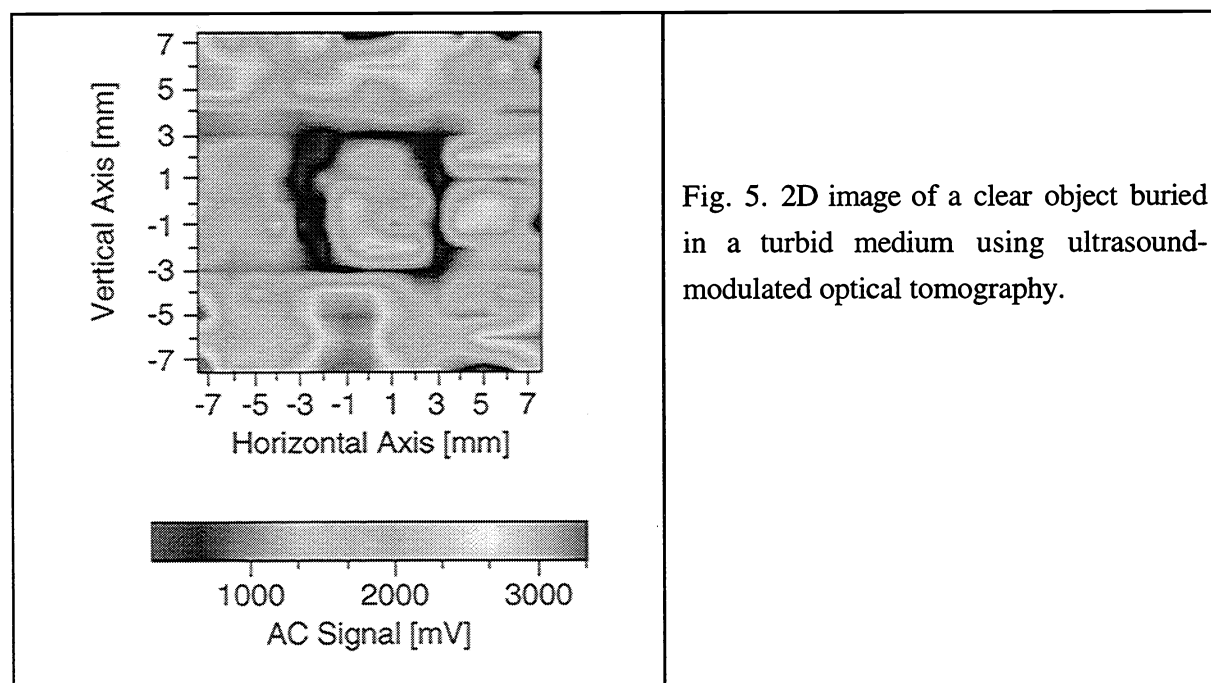 7
5
3
1
-1
-3
-5
-7
Vertical Axis [mm]
-7 -5 -3 -1 1 3 5 7
Horizontal Axis [mm]
1000 2000 3000
AC Signal [mV]
Fig. 5. 2D image of a clear object buried
in a turbid medium using ultrasound-
modulated optical tomography.